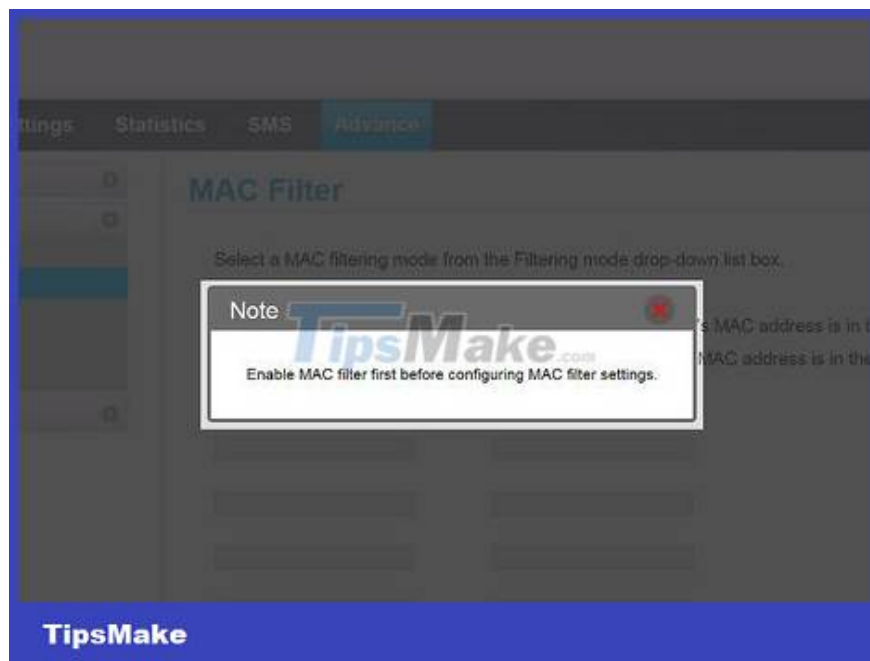 ttings Statistics SMS Advance
MAC Filter
Select a MAC filtering mode from the Filtering mode drop-down list box.
Note
's MAC address is in t
TipsMake.com
MAC address is in the
Enable MAC filter first before configuring MAC filter settings.
TipsMake